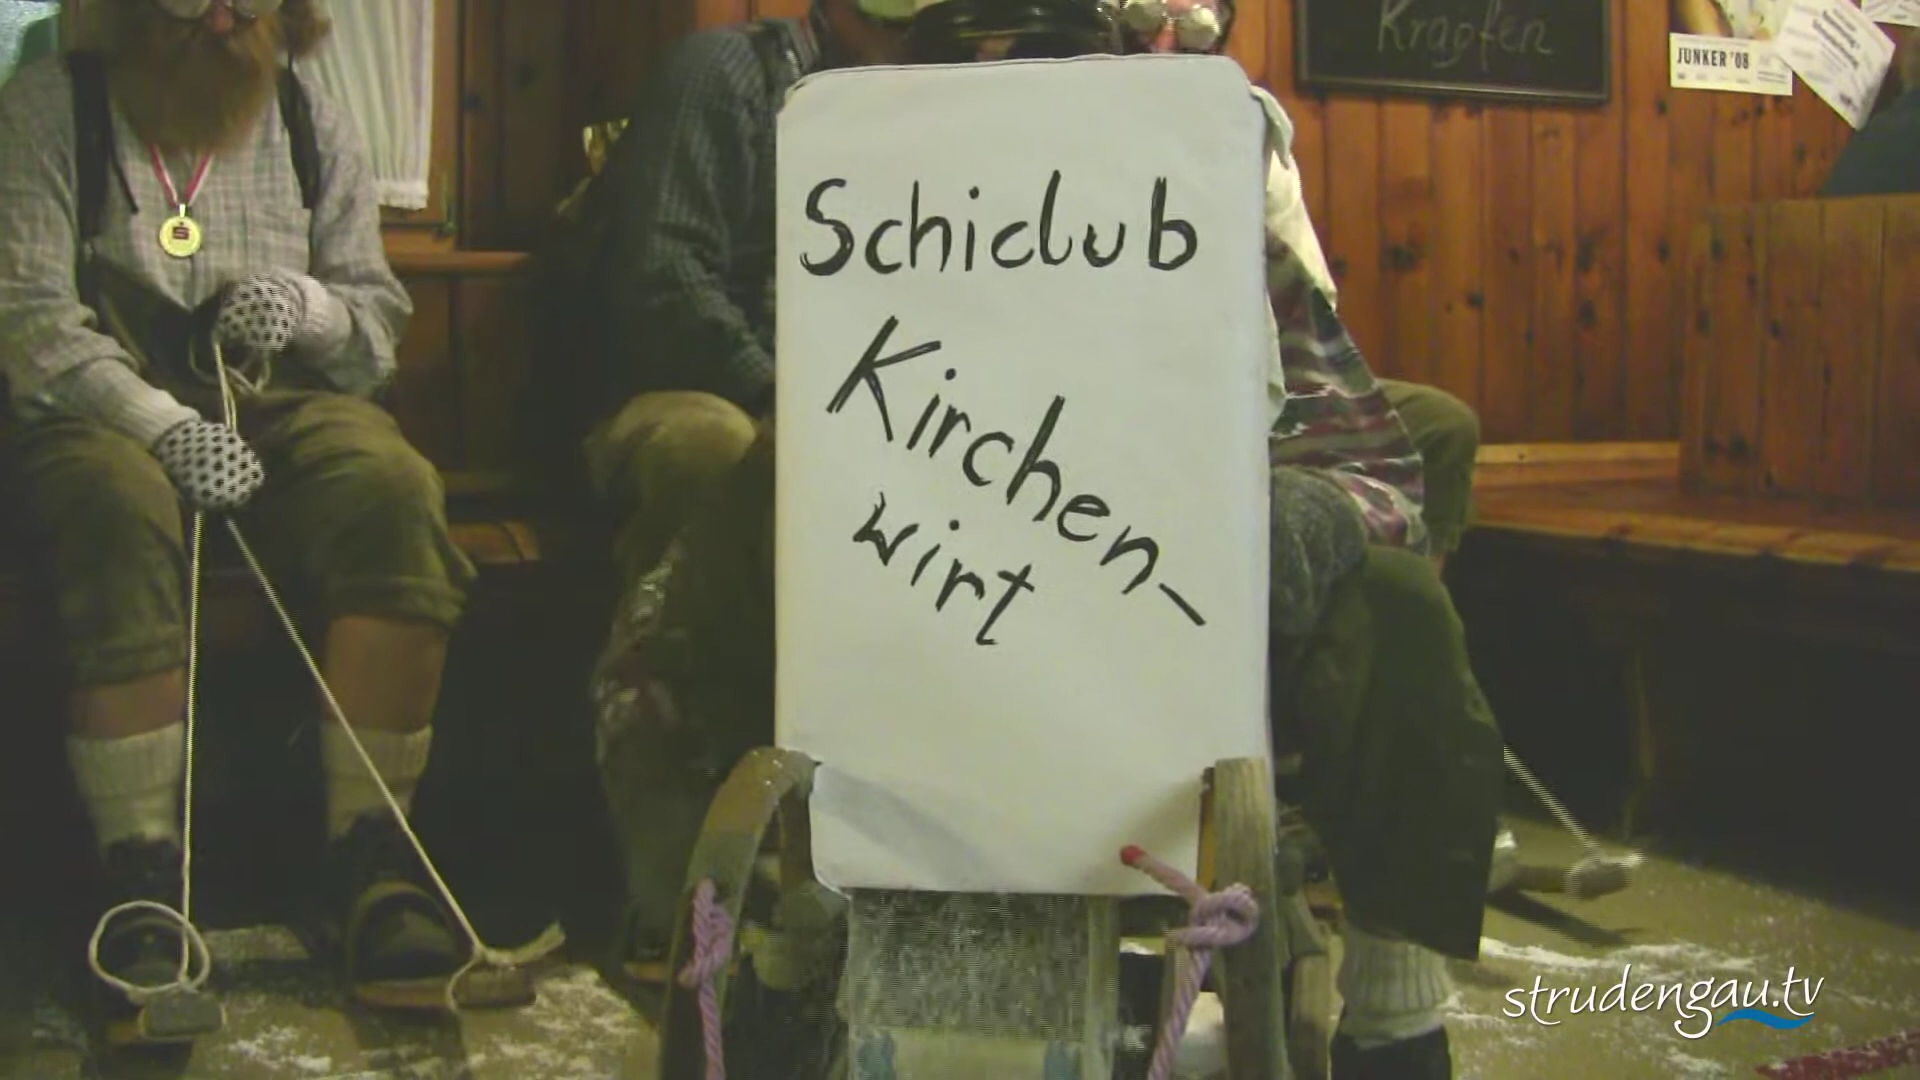 Krapfen
JUNKER '08
Schiclub
Kirchen-
wirt
strudengau.tv